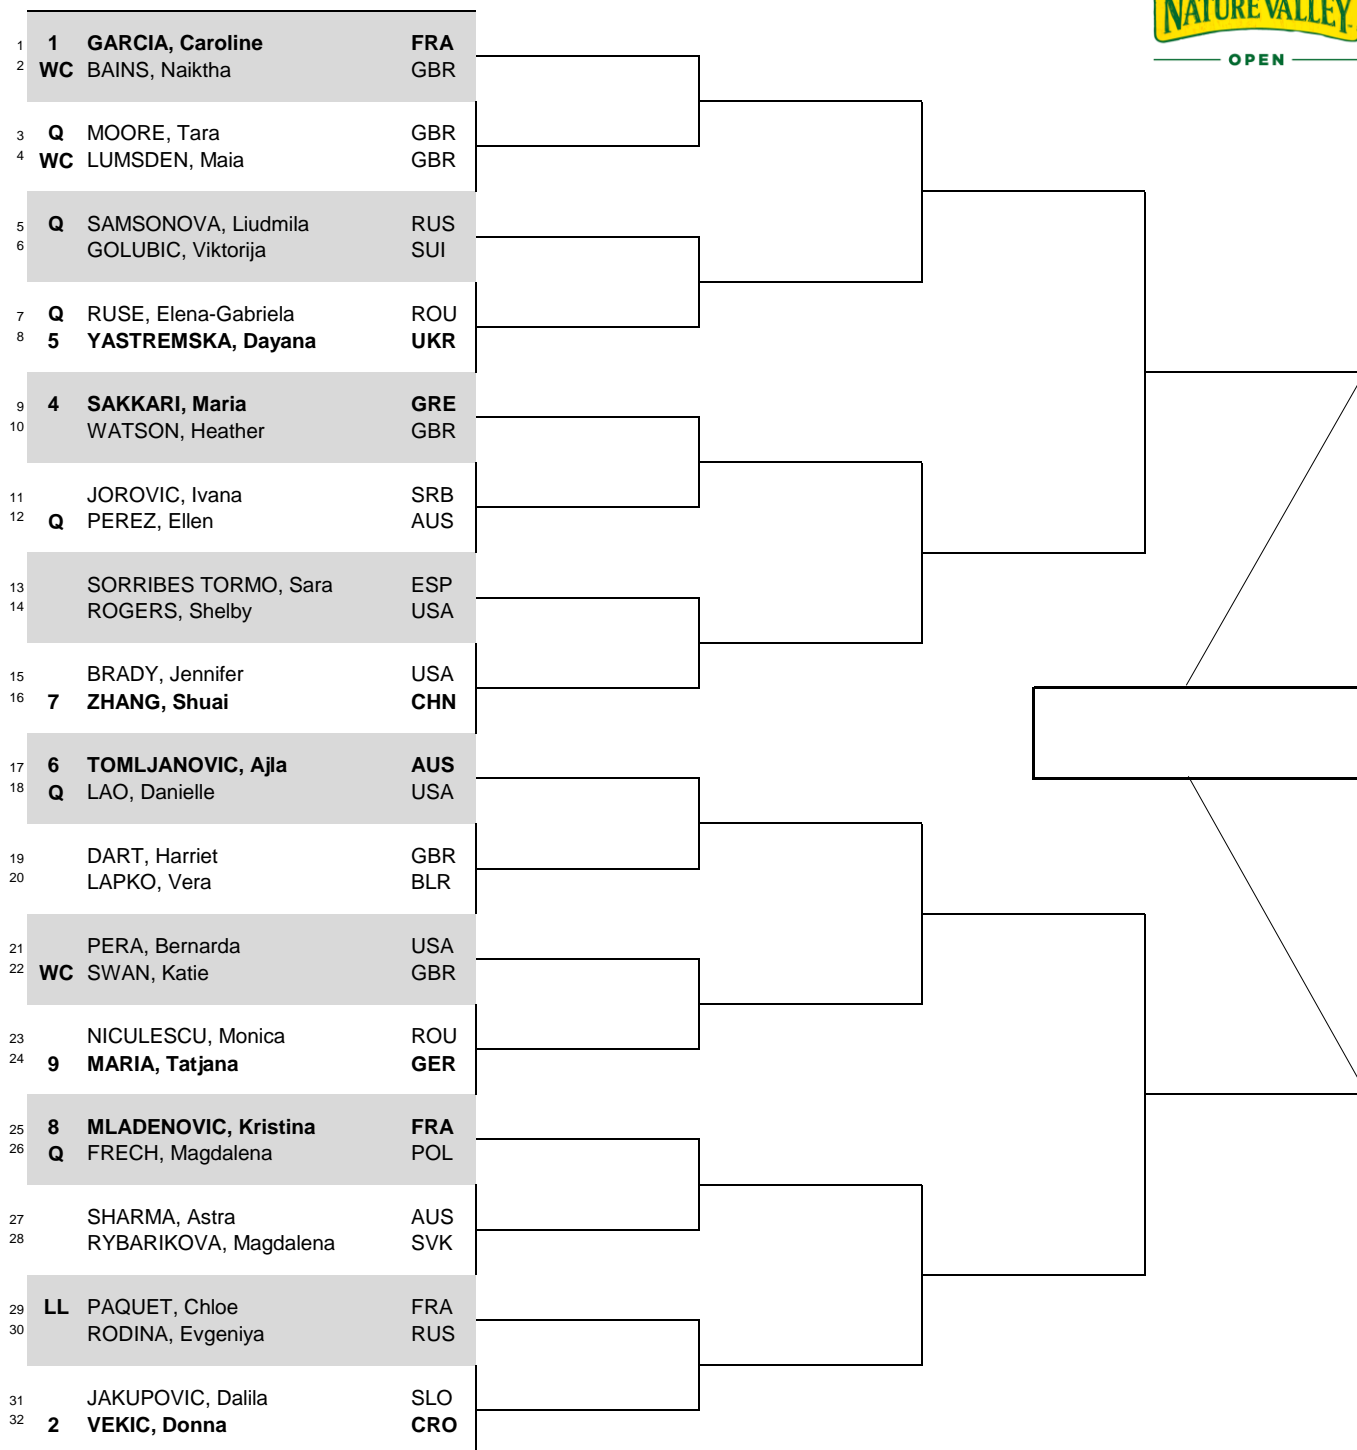 NATURE VALLEY
OPEN
1 1 GARCIA, Caroline FRA
2 WC BAINS, Naiktha GBR
3 Q MOORE, Tara GBR
4 WC LUMSDEN, Maia GBR
5 Q SAMSONOVA, Liudmila RUS
6 GOLUBIC, Viktorija SUI
7 Q RUSE, Elena-Gabriela ROU
8 5 YASTREMSKA, Dayana UKR
9 4 SAKKARI, Maria GRE
10 WATSON, Heather GBR
11 JOROVIC, Ivana SRB
12 Q PEREZ, Ellen AUS
13 SORRIBES TORMO, Sara ESP
14 ROGERS, Shelby USA
15 BRADY, Jennifer USA
16 7 ZHANG, Shuai CHN
17 6 TOMLJANOVIC, Ajla AUS
18 Q LAO, Danielle USA
19 DART, Harriet GBR
20 LAPKO, Vera BLR
21 PERA, Bernarda USA
22 WC SWAN, Katie GBR
23 NICULESCU, Monica ROU
24 9 MARIA, Tatjana GER
25 8 MLADENOVIC, Kristina FRA
26 Q FRECH, Magdalena POL
27 SHARMA, Astra AUS
28 RYBARIKOVA, Magdalena SVK
29 LL PAQUET, Chloe FRA
30 RODINA, Evgeniya RUS
31 JAKUPOVIC, Dalila SLO
32 2 VEKIC, Donna CRO